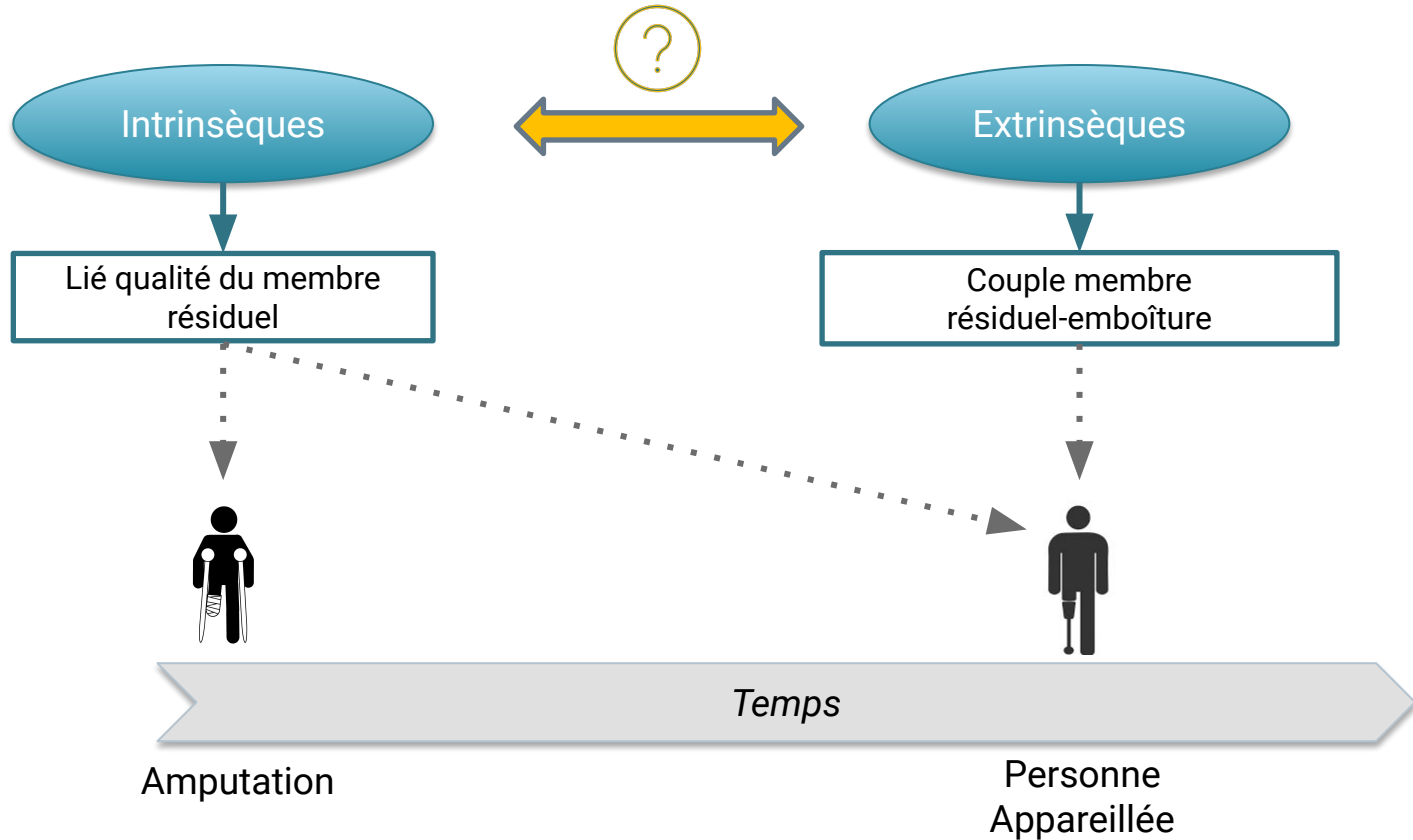 ?
Intrinsèques
Extrinsèques
Lié qualité du membre
résiduel
Couple membre
résiduel-emboîture
Temps
Amputation
Personne
Appareillée